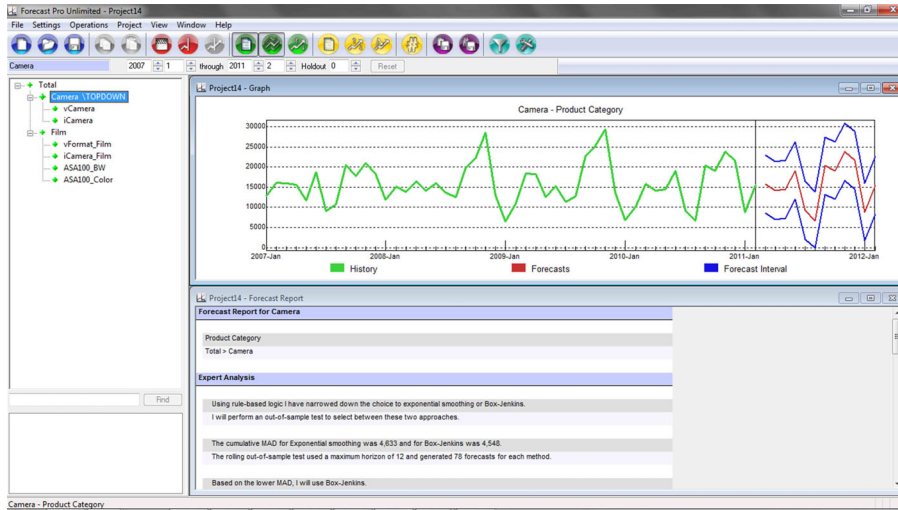 Forecast Pro Unlimited - Project14
File Settings Operations Project View Window Help
Camera 2007 1 through 2011 2 Holdout 0 Reset
Total
Camera \TOPDOWN
vCamera
iCamera
Film
vFormat_Film
iCamera_Film
ASA100_BW
ASA100_Color
Find
Project14 - Graph
Camera - Product Category
30000
25000
20000
15000
10000
5000
0
2007-Jan 2008-Jan 2009-Jan 2010-Jan 2011-Jan 2012-Jan
History Forecasts Forecast Interval
Project14 - Forecast Report
Forecast Report for Camera
Product Category
Total > Camera
Expert Analysis
Using rule-based logic I have narrowed down the choice to exponential smoothing or Box-Jenkins.
I will perform an out-of-sample test to select between these two approaches.
The cumulative MAD for Exponential smoothing was 4,633 and for Box-Jenkins was 4,548.
The rolling out-of-sample test used a maximum horizon of 12 and generated 78 forecasts for each method.
Based on the lower MAD, I will use Box-Jenkins.
Camera - Product Category